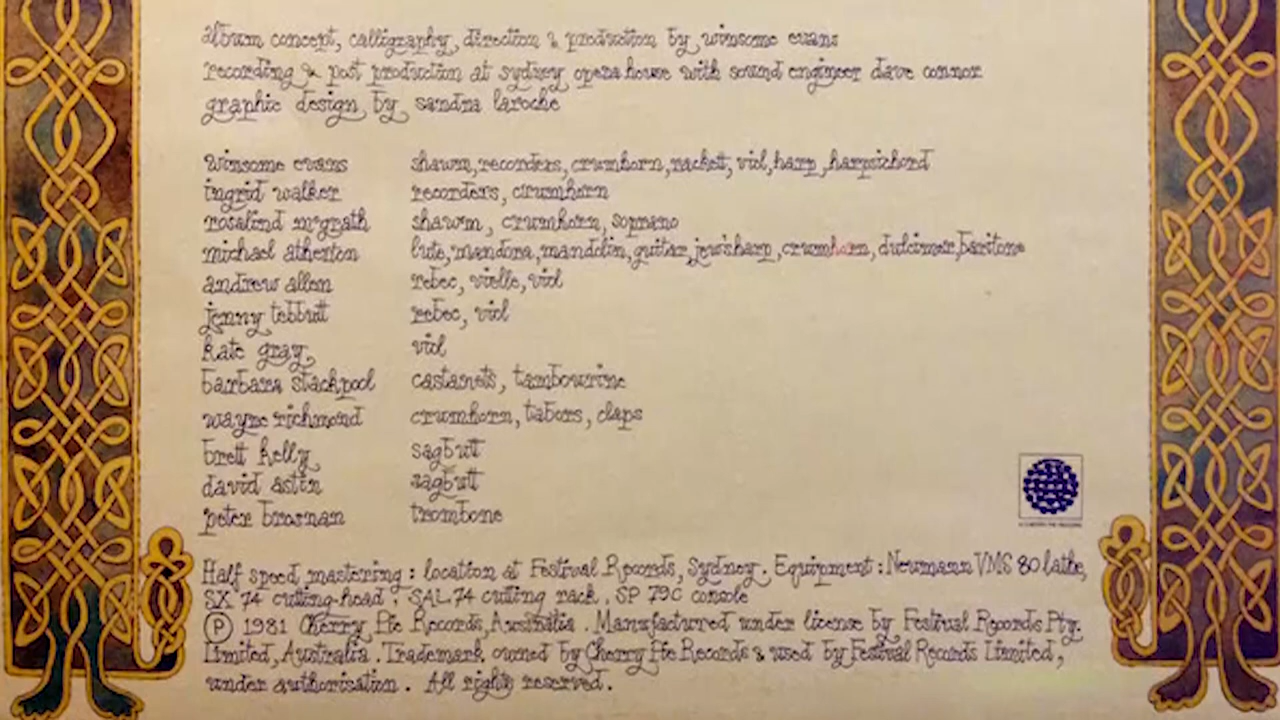 album concept, calligraphy, direction & production by winsome evans
recording & post production at sydney opera house with sound engineer dave connor
graphic design by sandra laroche
winsome evans shawm, recorders, crumhorn, rackett, viol, harp, harpsichord
ingrid walker recorders, crumhorn
rosalind mcgrath shawm, crumhorn, soprano
michael atherton lute, mandora, mandolin, guitar, jew's harp, crumhorn, dulcimer, baritone
andrew allen rebec, vielle, viol
jenny tebbutt rebec, viol
kate gray viol
barbara stackpool castanets, tambourine
wayne richmond crumhorn, tabors, claps
brett kelly sagbutt
david astin sagbutt
peter brosnan trombone
Half speed mastering : location at Festival Records, Sydney. Equipment : Neumann VMS 80 lathe,
SX 74 cutting-head. SAL 74 cutting rack. SP 79C console
Ⓟ 1981 Cherry Pie Records, Australia. Manufactured under license by Festival Records Pty.
Limited, Australia. Trademark owned by Cherry Pie Records & used by Festival Records Limited,
under authorisation. All rights reserved.